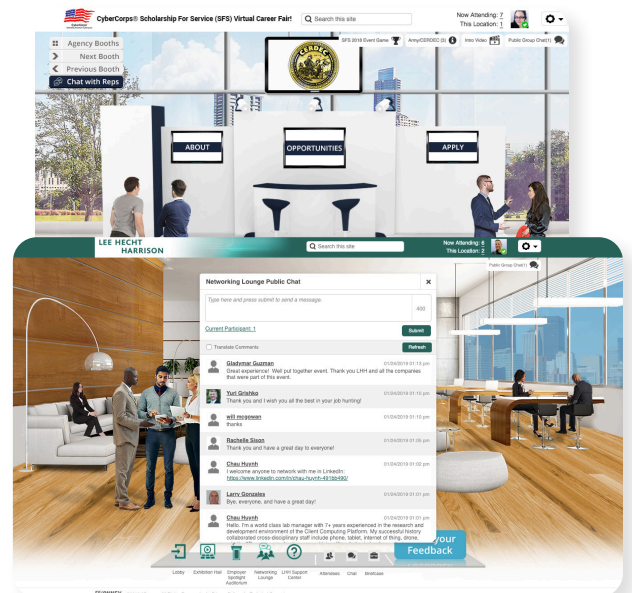 CyberCorps® Scholarship For Service (SFS) Virtual Career Fair!
Search this site
Now Attending: 7
This Location: 1
SFS 2018 Event Game
Army/CERDEC (3)
Intro Video
Public Group Chat(1)
Agency Booths
Next Booth
Previous Booth
Chat with Reps
CERDEC
ABOUT
OPPORTUNITIES
APPLY
LEE HECHT
HARRISON
Search this site
Now Attending: 6
This Location: 2
Public Group Chat(1)
Networking Lounge Public Chat
Type here and press submit to send a message
400
Current Participant: 1
Submit
Translate Comments
Refresh
Gladymar Guzman 01/24/2019 01:13 pm
Great experience! Well put together event. Thank you LHH and all the companies
that were part of this event.
Yuri Grishko 01/24/2019 01:10 pm
Thank you and I wish you all the best in your job hunting!
will mcgowan 01/24/2019 01:10 pm
thanks
Rachelle Sison 01/24/2019 01:05 pm
Thank you and have a great day to everyone!
Chau Huynh 01/24/2019 01:02 pm
I welcome anyone to network with me in LinkedIn:
https://www.linkedin.com/in/chau-huynh-491bb490/
Larry Gonzales 01/24/2019 01:01 pm
Bye, everyone, and have a great day!
Chau Huynh 01/24/2019 01:01 pm
Hello. I'm a world class lab manager with 7+ years experienced in the research and
development environment of the Client Computing Platform. My successful history
collaborated cross-disciplinary staff include phone, tablet, internet of thing, drone,
your
Feedback
Lobby
Exhibition Hall
Employer
Spotlight
Auditorium
Networking
Lounge
LHH Support
Center
Attendees
Chat
Briefcase